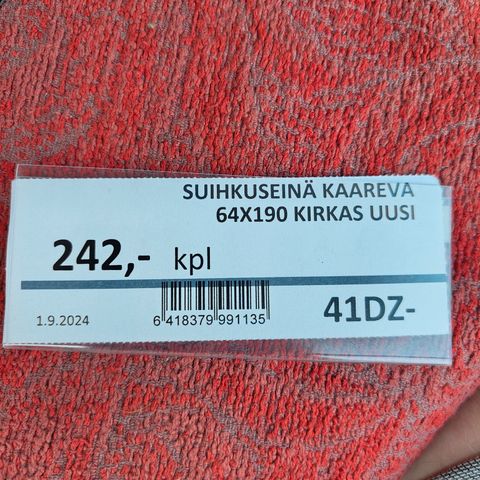 SUIHKUSEINÄ KAAREVA
64X190 KIRKAS UUSI
242,- kpl
1.9.2024
6 418379 991135
41DZ-